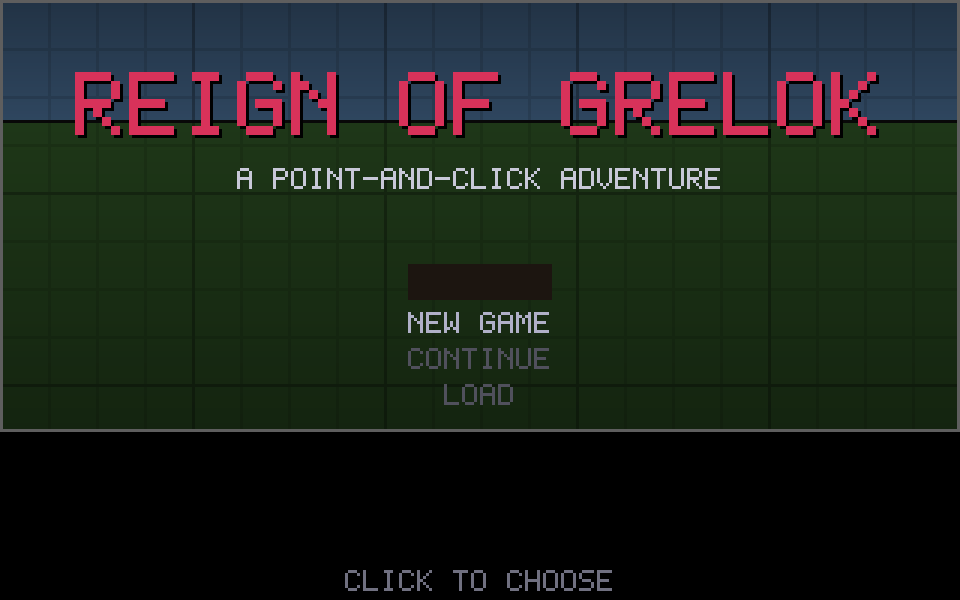 REIGN OF GRELOK
A POINT-AND-CLICK ADVENTURE
NEW GAME
CONTINUE
LOAD
CLICK TO CHOOSE